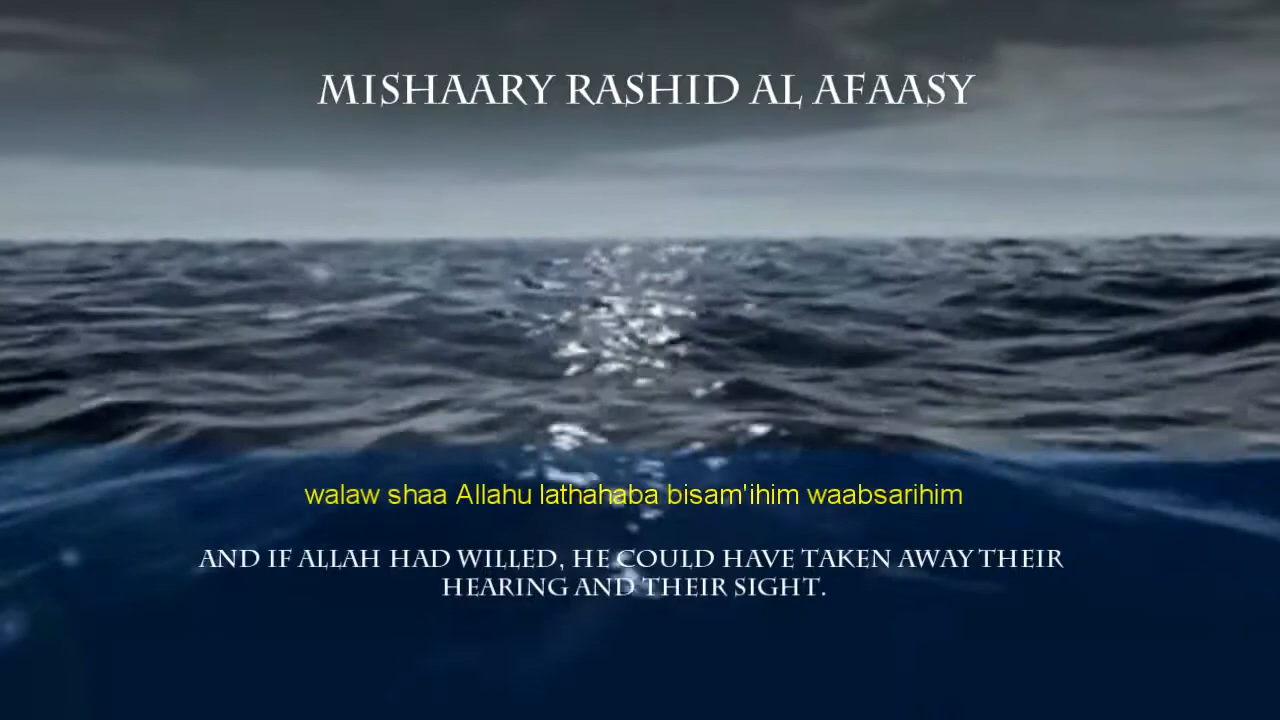 MISHAARY RASHID AL AFAASY
walaw shaa Allahu lathahaba bisam'ihim waabsarihim
AND IF ALLAH HAD WILLED, HE COULD HAVE TAKEN AWAY THEIR
HEARING AND THEIR SIGHT.